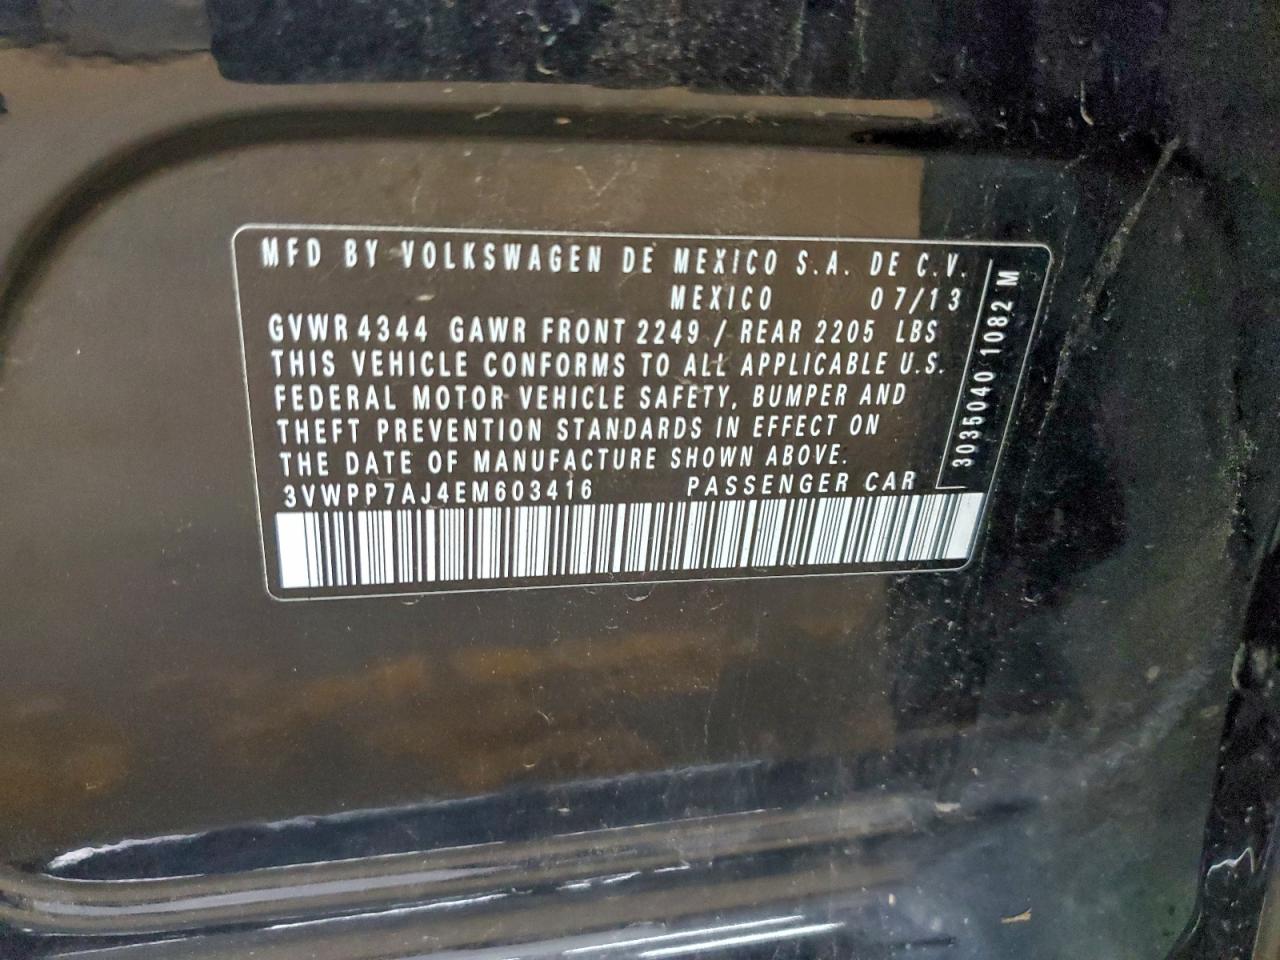 MFD BY VOLKSWAGEN DE MEXICO S.A. DE C.V.
MEXICO 07/13
GVWR 4344 GAWR FRONT 2249 / REAR 2205 LBS
THIS VEHICLE CONFORMS TO ALL APPLICABLE U.S.
FEDERAL MOTOR VEHICLE SAFETY, BUMPER AND
THEFT PREVENTION STANDARDS IN EFFECT ON
THE DATE OF MANUFACTURE SHOWN ABOVE.
3VWPP7AJ4EM603416 PASSENGER CAR
3035040 1082 M